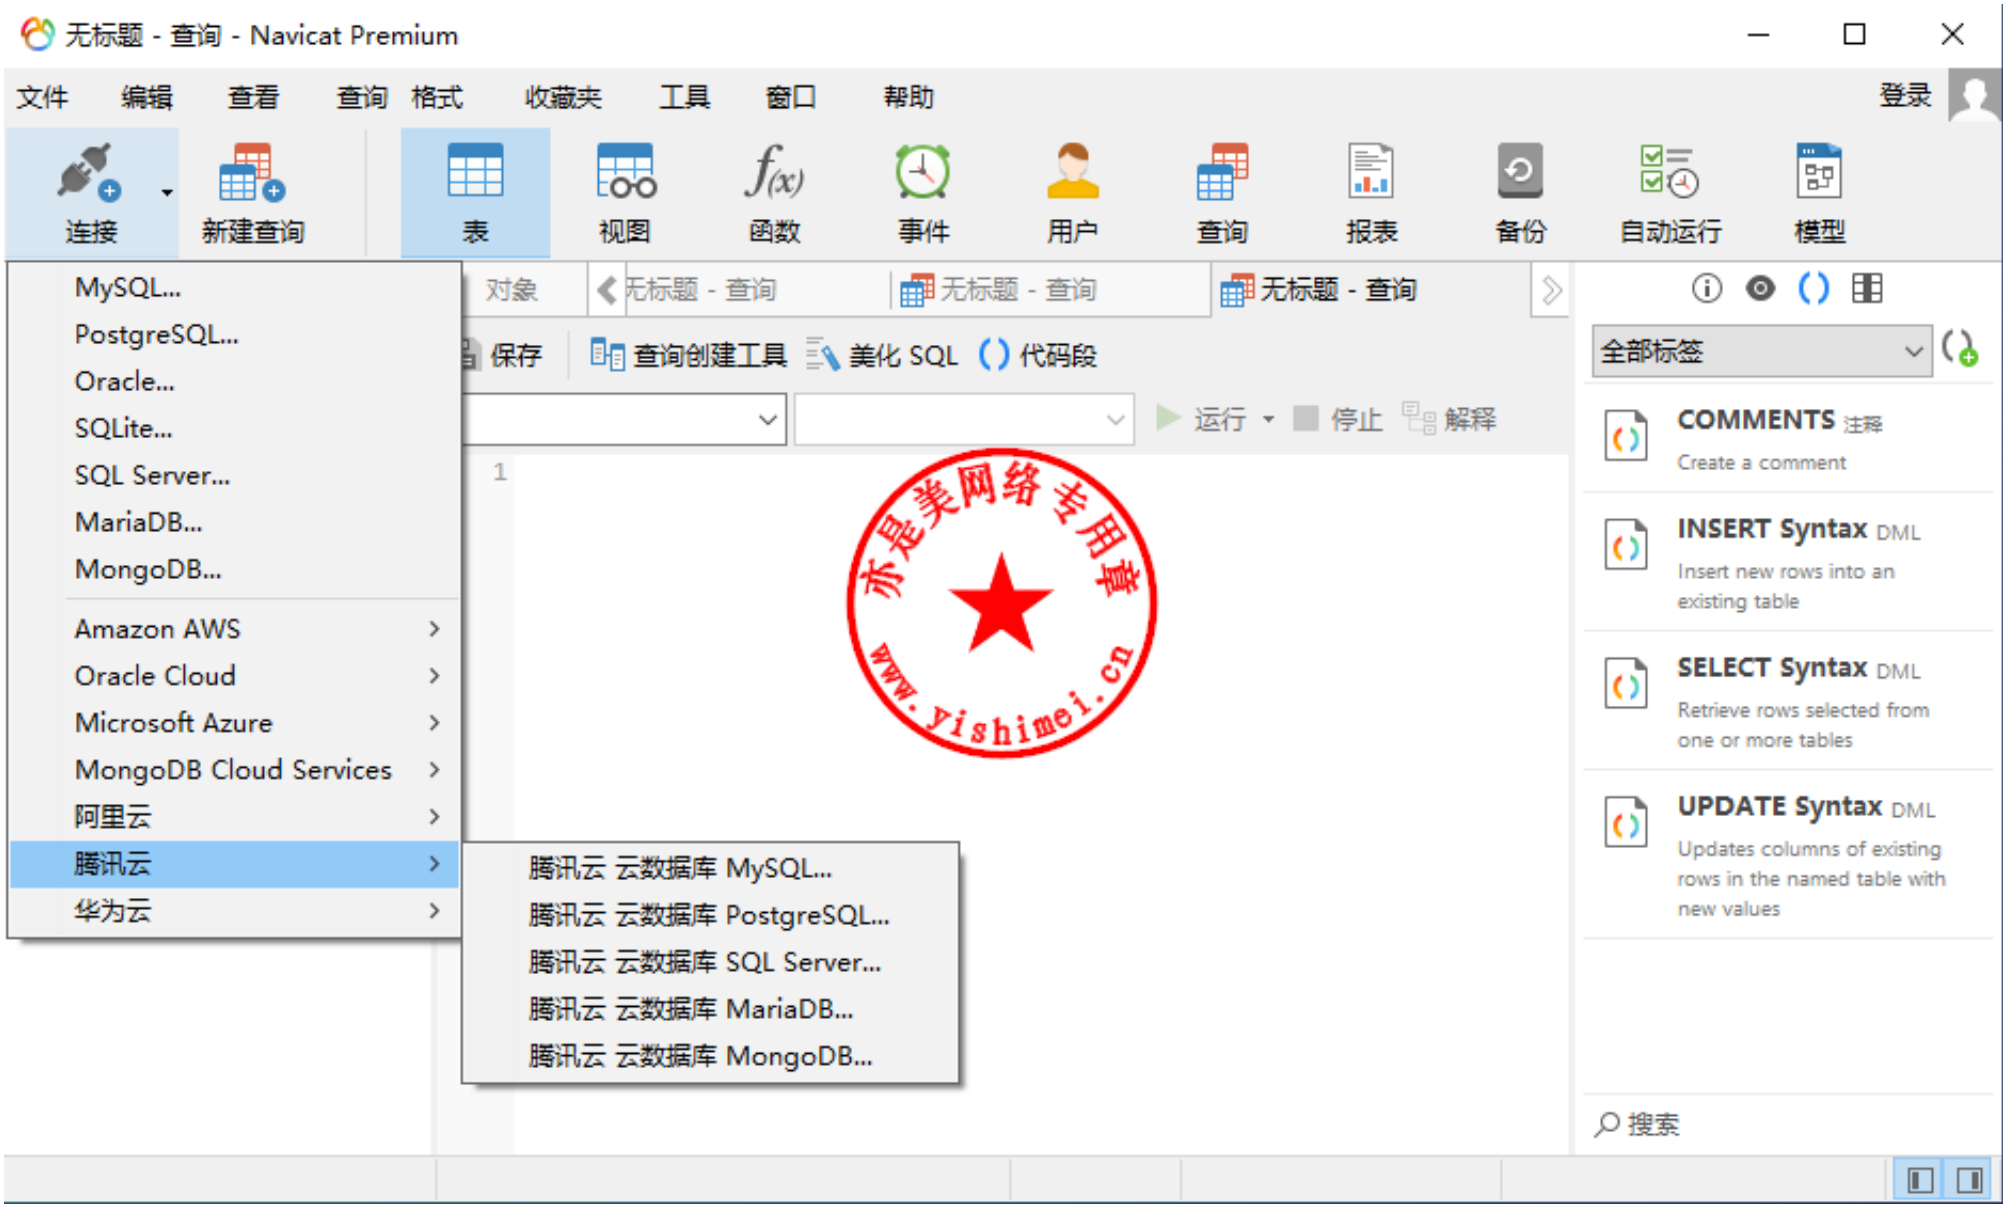 无标题 - 查询 - Navicat Premium
文件 编辑 查看 查询 格式 收藏夹 工具 窗口 帮助 登录
连接 新建查询 表 视图 f(x) 函数 事件 用户 查询 报表 备份 自动运行 模型
MySQL...
PostgreSQL...
Oracle...
SQLite...
SQL Server...
MariaDB...
MongoDB...
Amazon AWS
Oracle Cloud
Microsoft Azure
MongoDB Cloud Services
阿里云
腾讯云
华为云
腾讯云 云数据库 MySQL...
腾讯云 云数据库 PostgreSQL...
腾讯云 云数据库 SQL Server...
腾讯云 云数据库 MariaDB...
腾讯云 云数据库 MongoDB...
对象 无标题 - 查询 无标题 - 查询 无标题 - 查询
保存 查询创建工具 美化 SQL 代码段
运行 停止 解释
1
亦是美网络专用章
www.yishimei.cn
全部标签
COMMENTS 注释
Create a comment
INSERT Syntax DML
Insert new rows into an
existing table
SELECT Syntax DML
Retrieve rows selected from
one or more tables
UPDATE Syntax DML
Updates columns of existing
rows in the named table with
new values
搜索